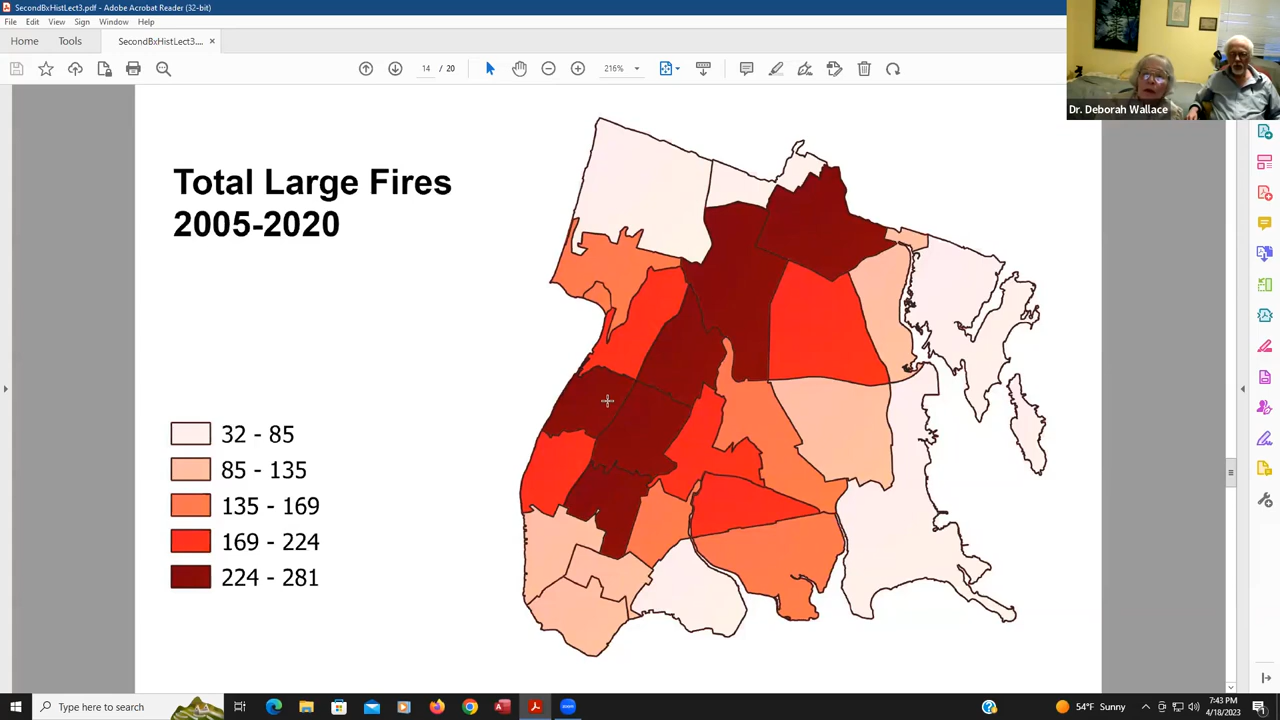 SecondBxHistLect3.pdf - Adobe Acrobat Reader (32-bit)
File Edit View Sign Window Help
Home Tools SecondBxHistLect3.... ×
14 / 20 216%
Dr. Deborah Wallace
Total Large Fires
2005-2020
32 - 85
85 - 135
135 - 169
169 - 224
224 - 281
Type here to search
54°F Sunny
7:43 PM
4/18/2023